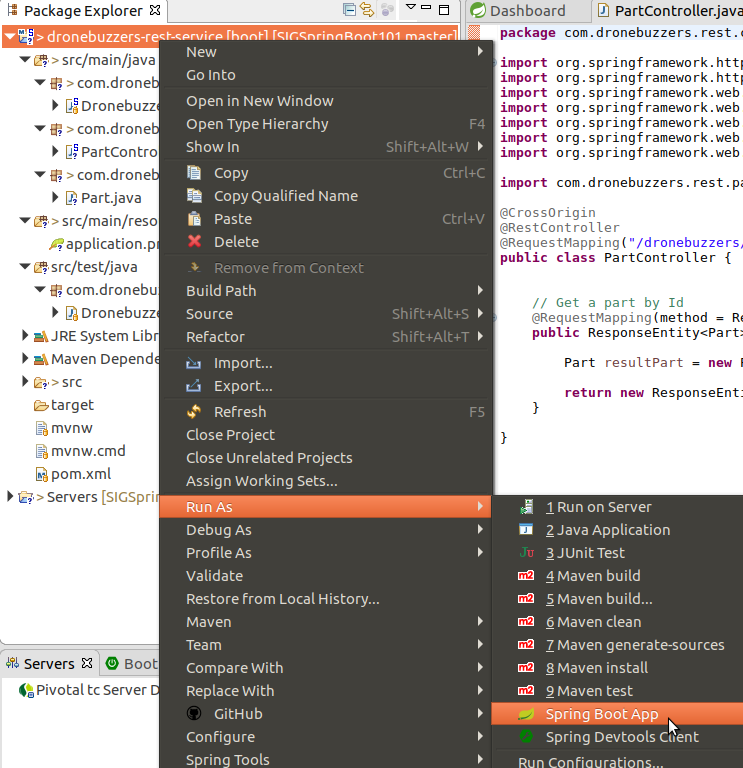 Package Explorer
> dronebuzzers-rest-service [boot] [SIGSpringBoot101 master]
> src/main/java
> com.droneb
Dronebuzze
> com.droneb
PartContro
> com.droneb
Part.java
> src/main/reso
application.pr
src/test/java
com.dronebu
Dronebuzze
JRE System Libr
Maven Depende
> src
target
mvnw
mvnw.cmd
pom.xml
> Servers [SIGSprin
New
Go Into
Open in New Window
Open Type Hierarchy F4
Show In Shift+Alt+W
Copy Ctrl+C
Copy Qualified Name
Paste Ctrl+V
Delete
Remove from Context
Build Path
Source Shift+Alt+S
Refactor Shift+Alt+T
Import...
Export...
Refresh F5
Close Project
Close Unrelated Projects
Assign Working Sets...
Run As
Debug As
Profile As
Validate
Restore from Local History...
Maven
Team
Compare With
Replace With
GitHub
Configure
Spring Tools
Dashboard PartController.java
package com.dronebuzzers.rest.
import org.springframework.http
import org.springframework.http
import org.springframework.web
import org.springframework.web
import org.springframework.web
import org.springframework.web
import org.springframework.web
import com.dronebuzzers.rest.pa
@CrossOrigin
@RestController
@RequestMapping("/dronebuzzers/
public class PartController {
// Get a part by Id
@RequestMapping(method = Re
public ResponseEntity<Part>
Part resultPart = new P
return new ResponseEnti
}
}
1 Run on Server
2 Java Application
3 JUnit Test
4 Maven build
5 Maven build...
6 Maven clean
7 Maven generate-sources
8 Maven install
9 Maven test
Spring Boot App
Spring Devtools Client
Run Configurations...
Servers Boot
Pivotal tc Server D